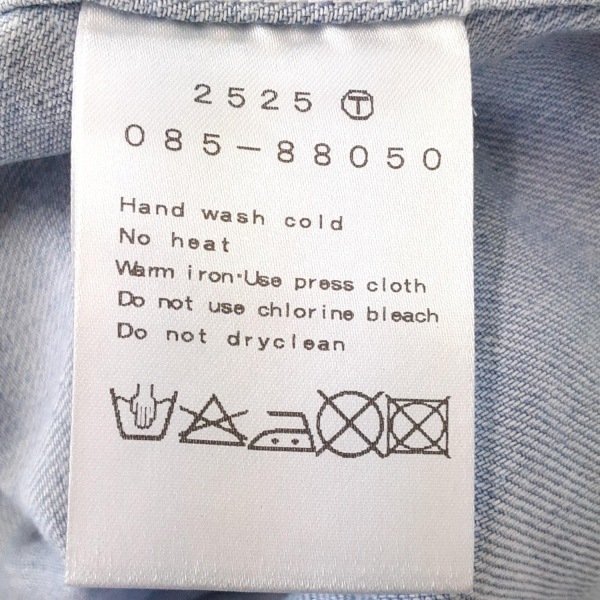 2525 Ⓣ
085-88050
Hand wash cold
No heat
Warm iron·Use press cloth
Do not use chlorine bleach
Do not dryclean